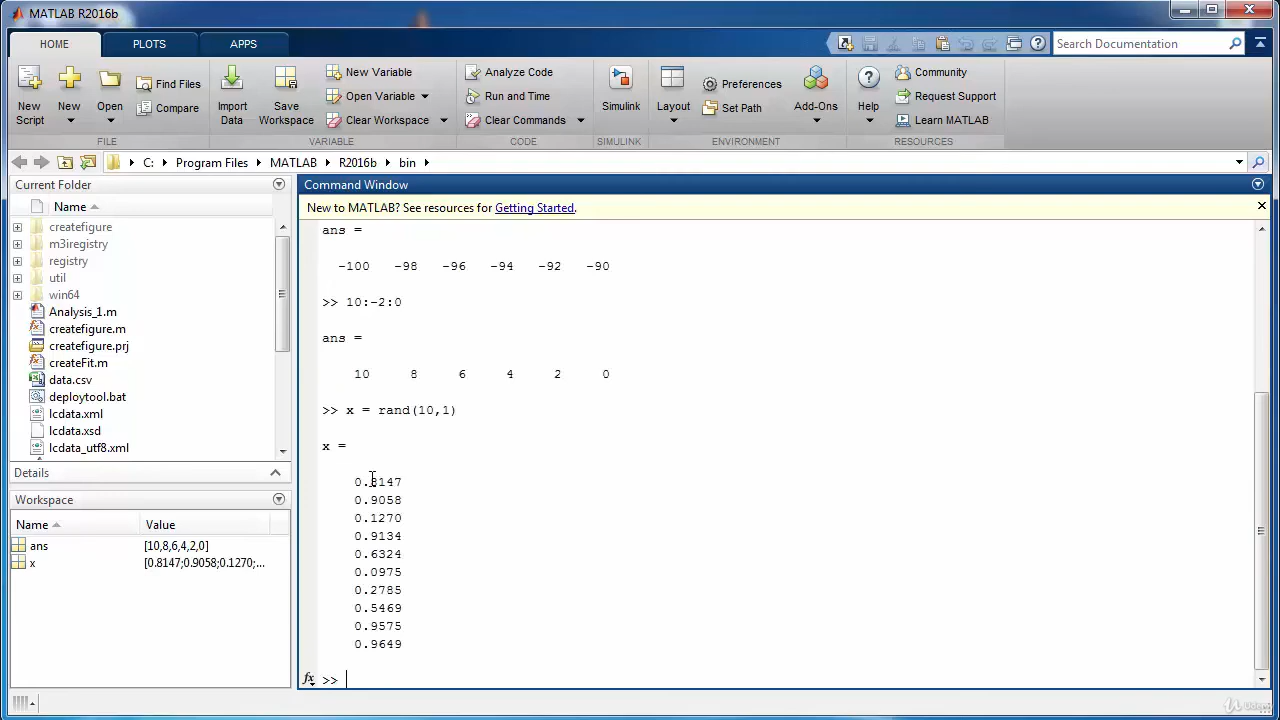 MATLAB R2016b
HOME PLOTS APPS
Search Documentation
New Script
New
Open
Find Files
Compare
Import Data
Save Workspace
New Variable
Open Variable
Clear Workspace
Analyze Code
Run and Time
Clear Commands
Simulink
Layout
Preferences
Set Path
Add-Ons
Help
Community
Request Support
Learn MATLAB
FILE VARIABLE CODE SIMULINK ENVIRONMENT RESOURCES
C: Program Files MATLAB R2016b bin
Current Folder
Name
createfigure
m3iregistry
registry
util
win64
Analysis_1.m
createfigure.m
createfigure.prj
createFit.m
data.csv
deploytool.bat
lcdata.xml
lcdata.xsd
lcdata_utf8.xml
Details
Workspace
Name Value
ans [10,8,6,4,2,0]
x [0.8147;0.9058;0.1270;...
Command Window
New to MATLAB? See resources for Getting Started.
ans =
-100 -98 -96 -94 -92 -90
>> 10:-2:0
ans =
10 8 6 4 2 0
>> x = rand(10,1)
x =
0.8147
0.9058
0.1270
0.9134
0.6324
0.0975
0.2785
0.5469
0.9575
0.9649
fx >>
Udemy